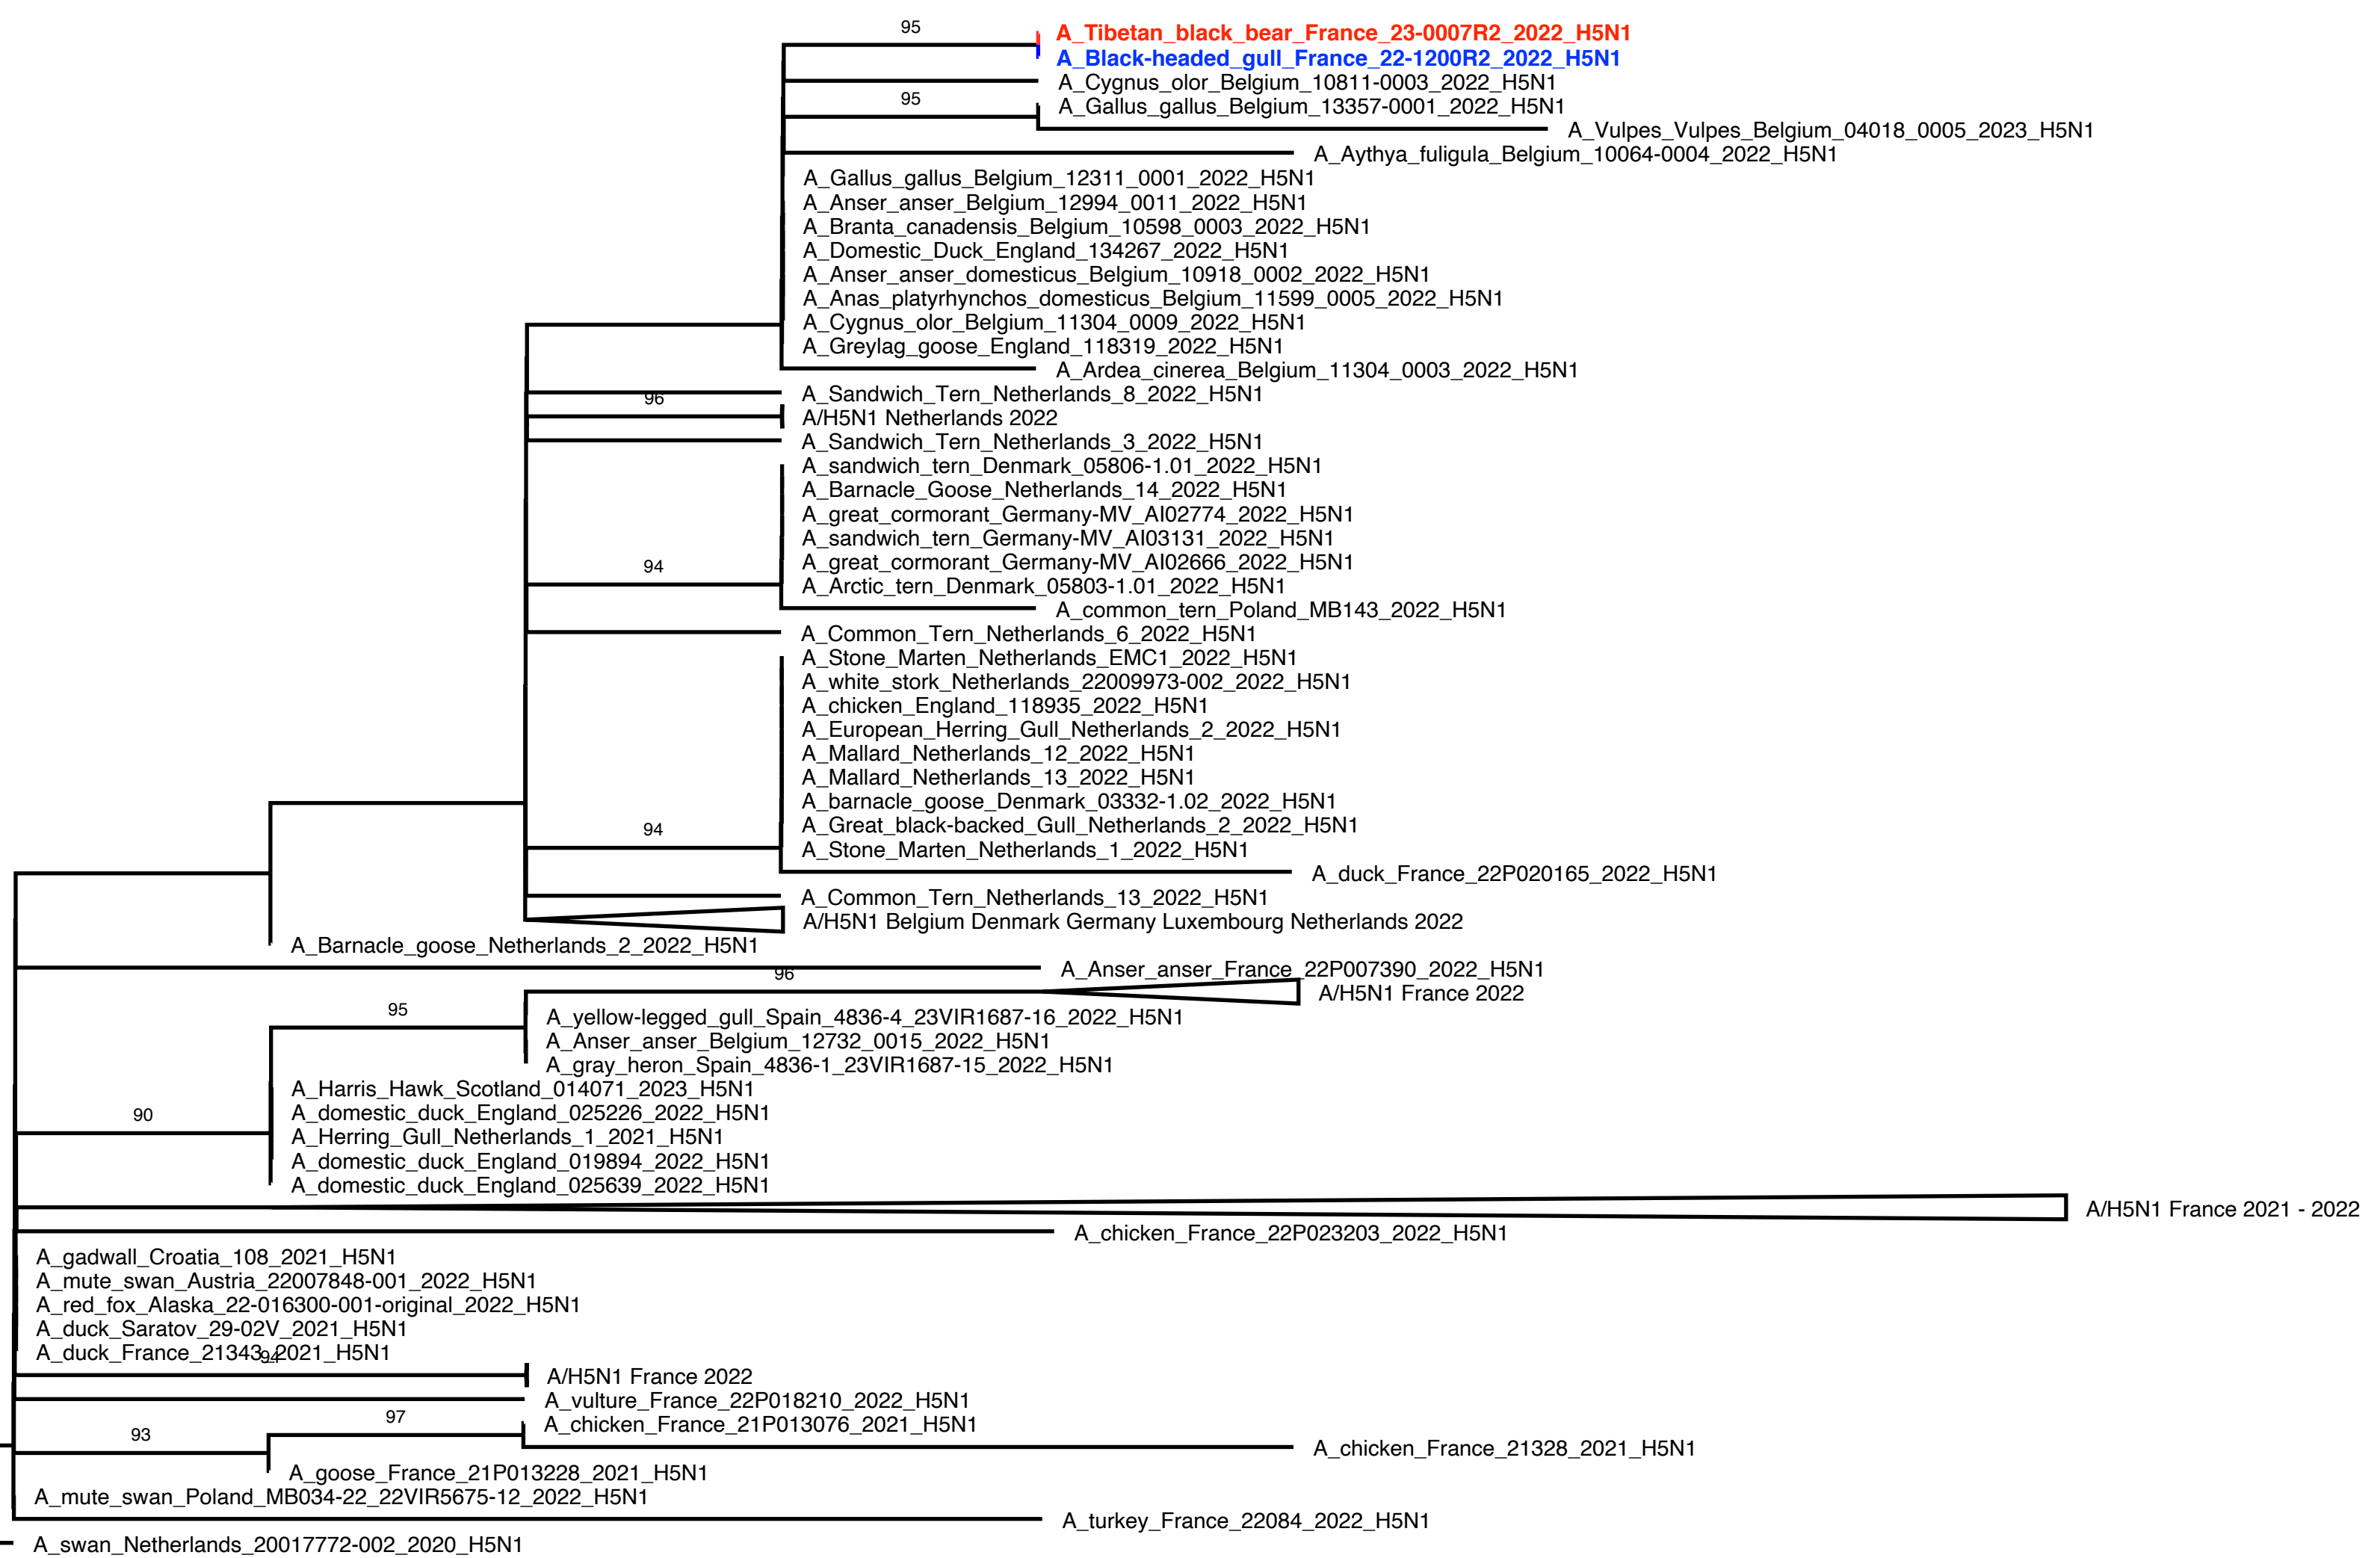 95
A_Tibetan_black_bear_France_23-0007R2_2022_H5N1
A_Black-headed_gull_France_22-1200R2_2022_H5N1
A_Cygnus_olor_Belgium_10811-0003_2022_H5N1
95
A_Gallus_gallus_Belgium_13357-0001_2022_H5N1
A_Vulpes_Vulpes_Belgium_04018_0005_2023_H5N1
A_Aythya_fuligula_Belgium_10064-0004_2022_H5N1
A_Gallus_gallus_Belgium_12311_0001_2022_H5N1
A_Anser_anser_Belgium_12994_0011_2022_H5N1
A_Branta_canadensis_Belgium_10598_0003_2022_H5N1
A_Domestic_Duck_England_134267_2022_H5N1
A_Anser_anser_domesticus_Belgium_10918_0002_2022_H5N1
A_Anas_platyrhynchos_domesticus_Belgium_11599_0005_2022_H5N1
A_Cygnus_olor_Belgium_11304_0009_2022_H5N1
A_Greylag_goose_England_118319_2022_H5N1
A_Ardea_cinerea_Belgium_11304_0003_2022_H5N1
A_Sandwich_Tern_Netherlands_8_2022_H5N1
96
A/H5N1 Netherlands 2022
A_Sandwich_Tern_Netherlands_3_2022_H5N1
A_sandwich_tern_Denmark_05806-1.01_2022_H5N1
A_Barnacle_Goose_Netherlands_14_2022_H5N1
A_great_cormorant_Germany-MV_AI02774_2022_H5N1
A_sandwich_tern_Germany-MV_AI03131_2022_H5N1
A_great_cormorant_Germany-MV_AI02666_2022_H5N1
94
A_Arctic_tern_Denmark_05803-1.01_2022_H5N1
A_common_tern_Poland_MB143_2022_H5N1
A_Common_Tern_Netherlands_6_2022_H5N1
A_Stone_Marten_Netherlands_EMC1_2022_H5N1
A_white_stork_Netherlands_22009973-002_2022_H5N1
A_chicken_England_118935_2022_H5N1
A_European_Herring_Gull_Netherlands_2_2022_H5N1
A_Mallard_Netherlands_12_2022_H5N1
A_Mallard_Netherlands_13_2022_H5N1
A_barnacle_goose_Denmark_03332-1.02_2022_H5N1
A_Great_black-backed_Gull_Netherlands_2_2022_H5N1
94
A_Stone_Marten_Netherlands_1_2022_H5N1
A_duck_France_22P020165_2022_H5N1
A_Common_Tern_Netherlands_13_2022_H5N1
A/H5N1 Belgium Denmark Germany Luxembourg Netherlands 2022
A_Barnacle_goose_Netherlands_2_2022_H5N1
A_Anser_anser_France_22P007390_2022_H5N1
96
A/H5N1 France 2022
95
A_yellow-legged_gull_Spain_4836-4_23VIR1687-16_2022_H5N1
A_Anser_anser_Belgium_12732_0015_2022_H5N1
A_gray_heron_Spain_4836-1_23VIR1687-15_2022_H5N1
A_Harris_Hawk_Scotland_014071_2023_H5N1
90
A_domestic_duck_England_025226_2022_H5N1
A_Herring_Gull_Netherlands_1_2021_H5N1
A_domestic_duck_England_019894_2022_H5N1
A_domestic_duck_England_025639_2022_H5N1
A/H5N1 France 2021 - 2022
A_chicken_France_22P023203_2022_H5N1
A_gadwall_Croatia_108_2021_H5N1
A_mute_swan_Austria_22007848-001_2022_H5N1
A_red_fox_Alaska_22-016300-001-original_2022_H5N1
A_duck_Saratov_29-02V_2021_H5N1
A_duck_France_21343_2021_H5N1
94
A/H5N1 France 2022
A_vulture_France_22P018210_2022_H5N1
97
A_chicken_France_21P013076_2021_H5N1
93
A_chicken_France_21328_2021_H5N1
A_goose_France_21P013228_2021_H5N1
A_mute_swan_Poland_MB034-22_22VIR5675-12_2022_H5N1
A_turkey_France_22084_2022_H5N1
A_swan_Netherlands_20017772-002_2020_H5N1